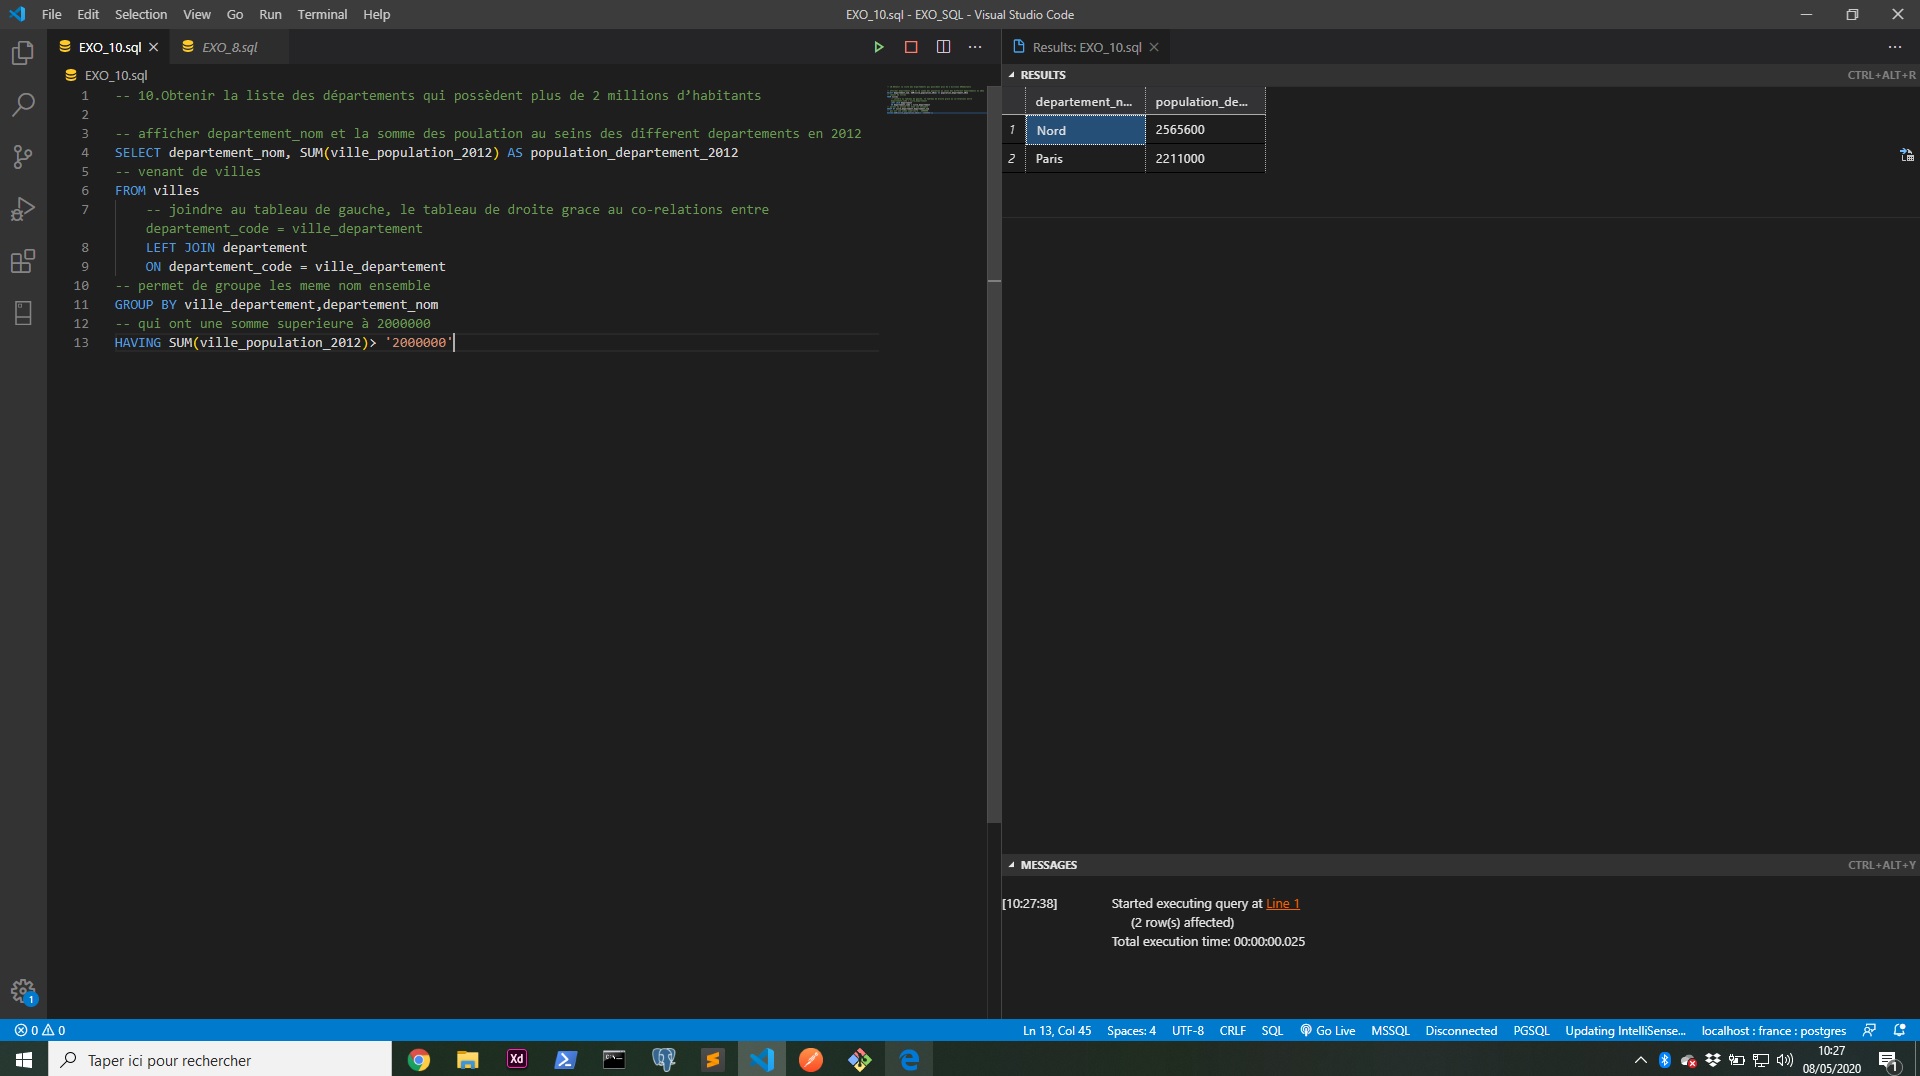 File Edit Selection View Go Run Terminal Help
EXO_10.sql - EXO_SQL - Visual Studio Code
EXO_10.sql
EXO_8.sql
EXO_10.sql
1 -- 10.Obtenir la liste des départements qui possèdent plus de 2 millions d’habitants
2
3 -- afficher departement_nom et la somme des poulation au seins des different departements en 2012
4 SELECT departement_nom, SUM(ville_population_2012) AS population_departement_2012
5 -- venant de villes
6 FROM villes
7 -- joindre au tableau de gauche, le tableau de droite grace au co-relations entre
departement_code = ville_departement
8 LEFT JOIN departement
9 ON departement_code = ville_departement
10 -- permet de groupe les meme nom ensemble
11 GROUP BY ville_departement,departement_nom
12 -- qui ont une somme superieure à 2000000
13 HAVING SUM(ville_population_2012)> '2000000'
Results: EXO_10.sql
RESULTS CTRL+ALT+R
departement_n... population_de...
1 Nord 2565600
2 Paris 2211000
MESSAGES CTRL+ALT+Y
[10:27:38] Started executing query at Line 1
(2 row(s) affected)
Total execution time: 00:00:00.025
1
0 0
Ln 13, Col 45 Spaces: 4 UTF-8 CRLF SQL Go Live MSSQL Disconnected PGSQL Updating IntelliSense... localhost : france : postgres
Taper ici pour rechercher
Xd
10:27
08/05/2020
1